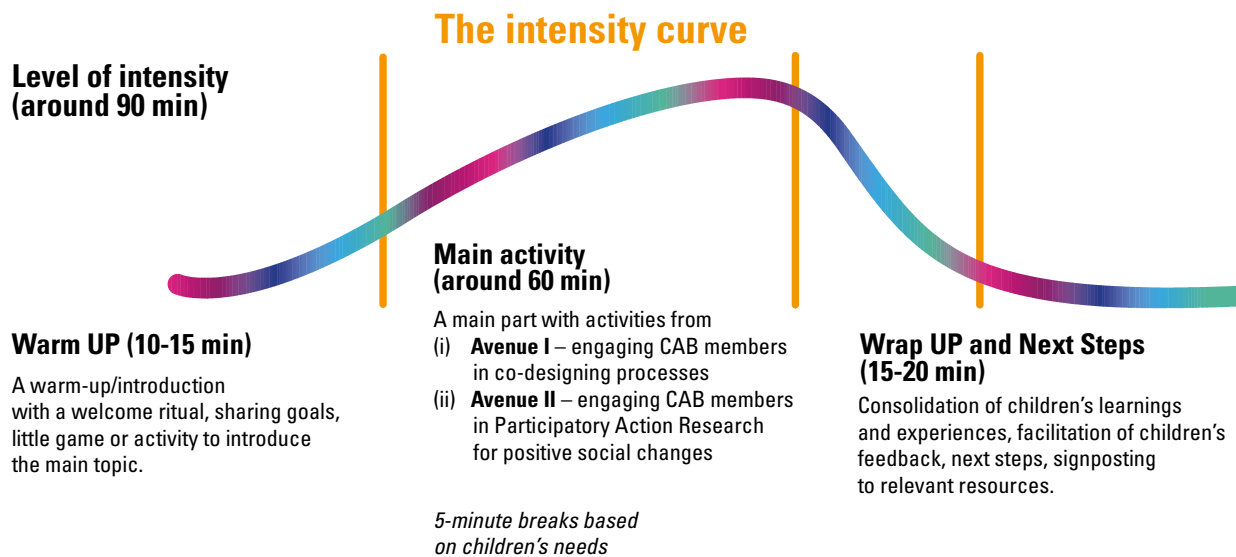 The intensity curve
Level of intensity
(around 90 min)
Warm UP (10-15 min)
A warm-up/introduction
with a welcome ritual, sharing goals,
little game or activity to introduce
the main topic.
Main activity
(around 60 min)
A main part with activities from
(i) Avenue I – engaging CAB members
in co-designing processes
(ii) Avenue II – engaging CAB members
in Participatory Action Research
for positive social changes
5-minute breaks based
on children’s needs
Wrap UP and Next Steps
(15-20 min)
Consolidation of children’s learnings
and experiences, facilitation of children’s
feedback, next steps, signposting
to relevant resources.